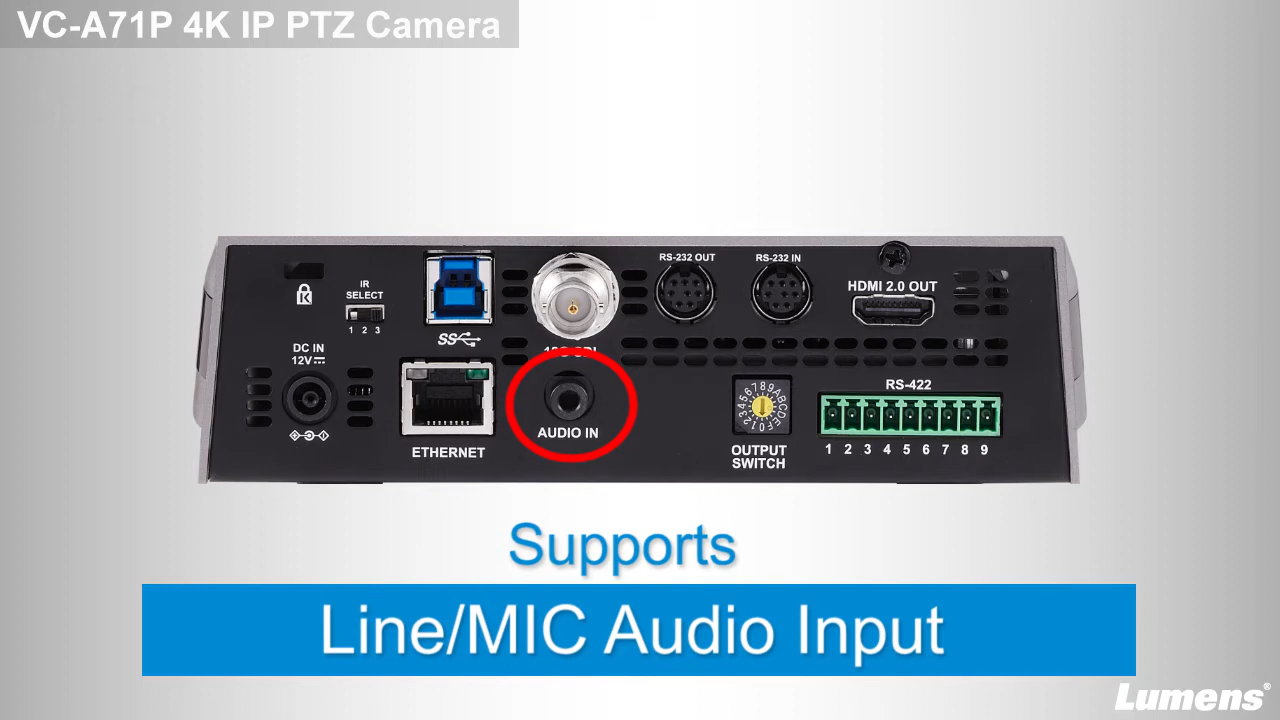 VC-A71P 4K IP PTZ Camera
RS-232 OUT
RS-232 IN
IR
SELECT
1 2 3
HDMI 2.0 OUT
SS
DC IN
12V
AUDIO IN
ETHERNET
0123456789ABCDEF
OUTPUT
SWITCH
RS-422
1 2 3 4 5 6 7 8 9
Supports
Line/MIC Audio Input
Lumens®